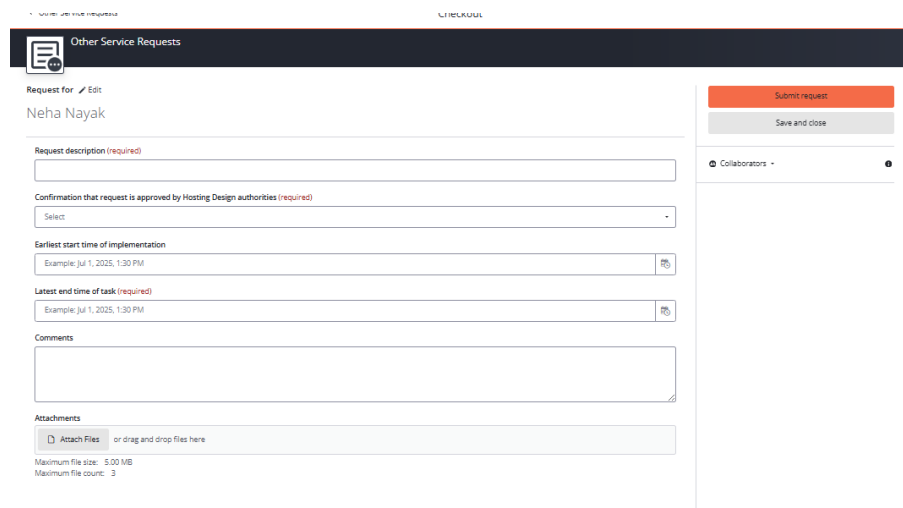 Other Service Requests
Checkout
Other Service Requests
Request for Edit
Neha Nayak
Submit request
Save and close
Collaborators
Request description (required)
Confirmation that request is approved by Hosting Design authorities (required)
Select
Earliest start time of implementation
Example: Jul 1, 2025, 1:30 PM
Latest end time of task (required)
Example: Jul 1, 2025, 1:30 PM
Comments
Attachments
Attach Files or drag and drop files here
Maximum file size: 5.00 MB
Maximum file count: 3